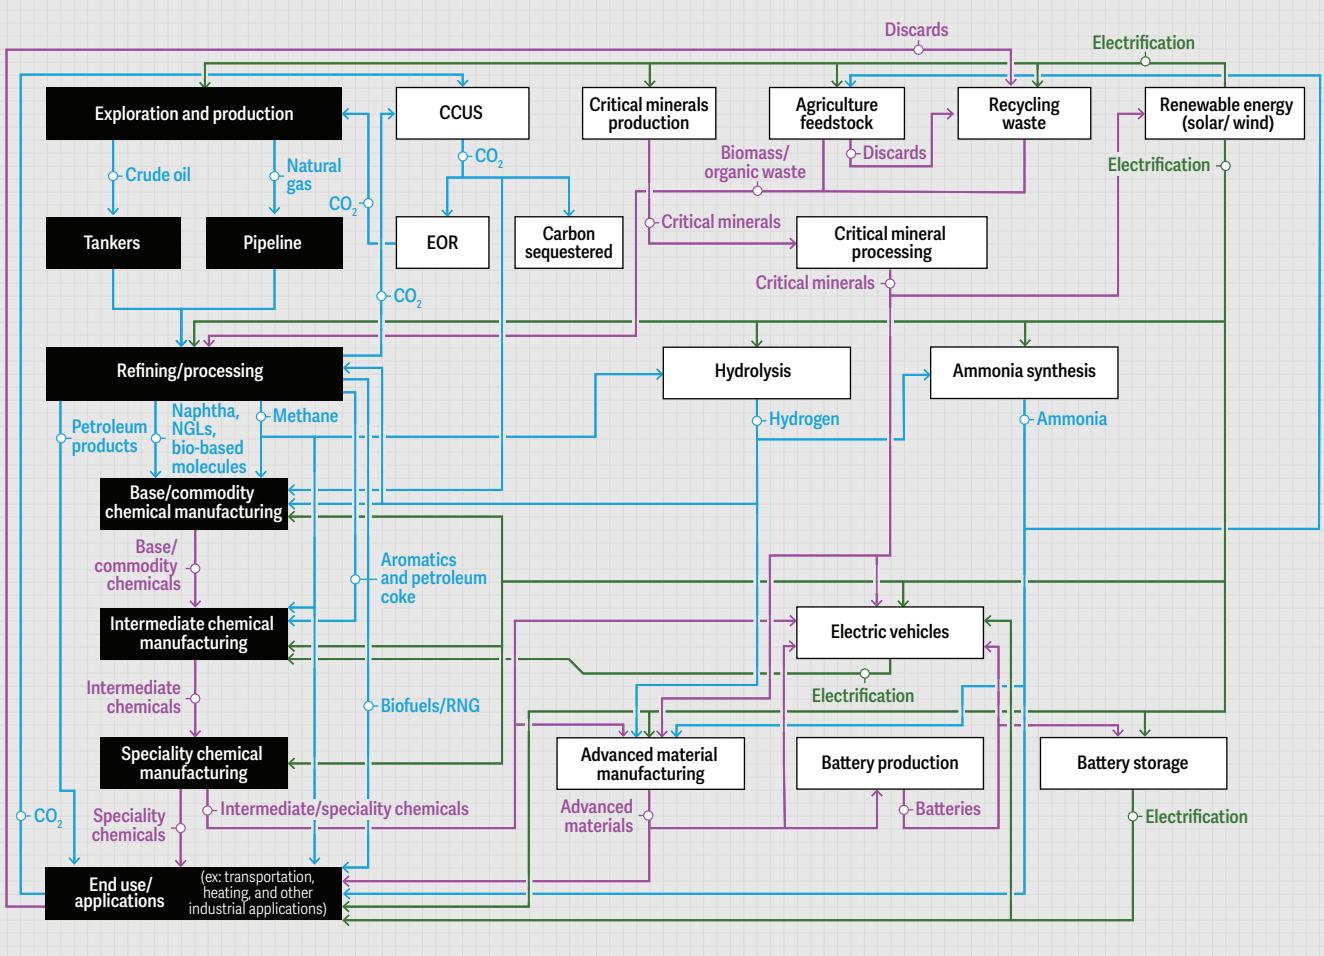 Discards
Electrification
Exploration and production
CCUS
Critical minerals
production
Agriculture
feedstock
Recycling
waste
Renewable energy
(solar/ wind)
CO2
Biomass/
organic waste
Discards
Electrification
Crude oil
Natural
gas
CO2
Critical minerals
Tankers
Pipeline
EOR
Carbon
sequestered
Critical mineral
processing
Critical minerals
CO2
Refining/processing
Hydrolysis
Ammonia synthesis
Petroleum
products
Naphtha,
NGLs,
bio-based
molecules
Methane
Hydrogen
Ammonia
Base/commodity
chemical manufacturing
Base/
commodity
chemicals
Aromatics
and petroleum
coke
Intermediate chemical
manufacturing
Electric vehicles
Intermediate
chemicals
Biofuels/RNG
Electrification
Speciality chemical
manufacturing
Advanced material
manufacturing
Battery production
Battery storage
CO2
Speciality
chemicals
Intermediate/speciality chemicals
Advanced
materials
Batteries
Electrification
End use/
applications
(ex: transportation,
heating, and other
industrial applications)